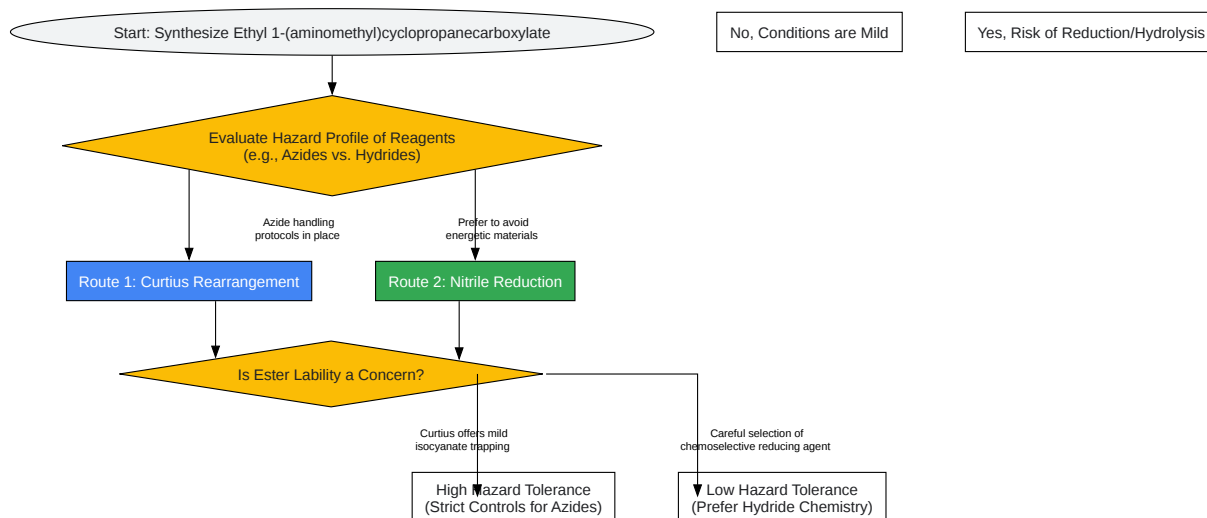 Start: Synthesize Ethyl 1-(aminomethyl)cyclopropanecarboxylate
No, Conditions are Mild
Yes, Risk of Reduction/Hydrolysis
Evaluate Hazard Profile of Reagents
(e.g., Azides vs. Hydrides)
Azide handling
protocols in place
Prefer to avoid
energetic materials
Route 1: Curtius Rearrangement
Route 2: Nitrile Reduction
Is Ester Lability a Concern?
Curtius offers mild
isocyanate trapping
Careful selection of
chemoselective reducing agent
High Hazard Tolerance
(Strict Controls for Azides)
Low Hazard Tolerance
(Prefer Hydride Chemistry)